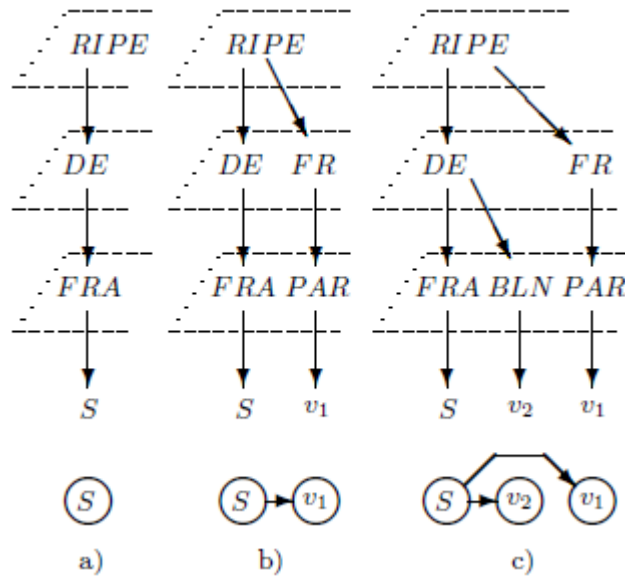 RIPE RIPE RIPE
DE DE FR DE FR
FRA FRA PAR FRA BLN PAR
S S v₁ S v₂ v₁
S S v₁ S v₂ v₁
a) b) c)